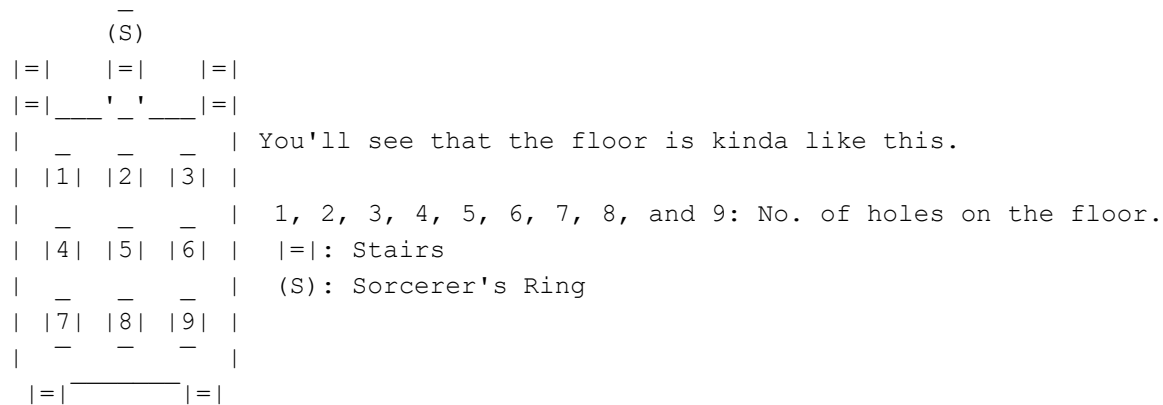 _
(S)
|=| |=| |=|
|=|___'_'___|=|
| _ _ _ | You'll see that the floor is kinda like this.
| |1| |2| |3| |
| _ _ _ | 1, 2, 3, 4, 5, 6, 7, 8, and 9: No. of holes on the floor.
| |4| |5| |6| | |=|: Stairs
| _ _ _ | (S): Sorcerer's Ring
| |7| |8| |9| |
| ¯ ¯ ¯ |
|=|¯¯¯¯¯¯|=|